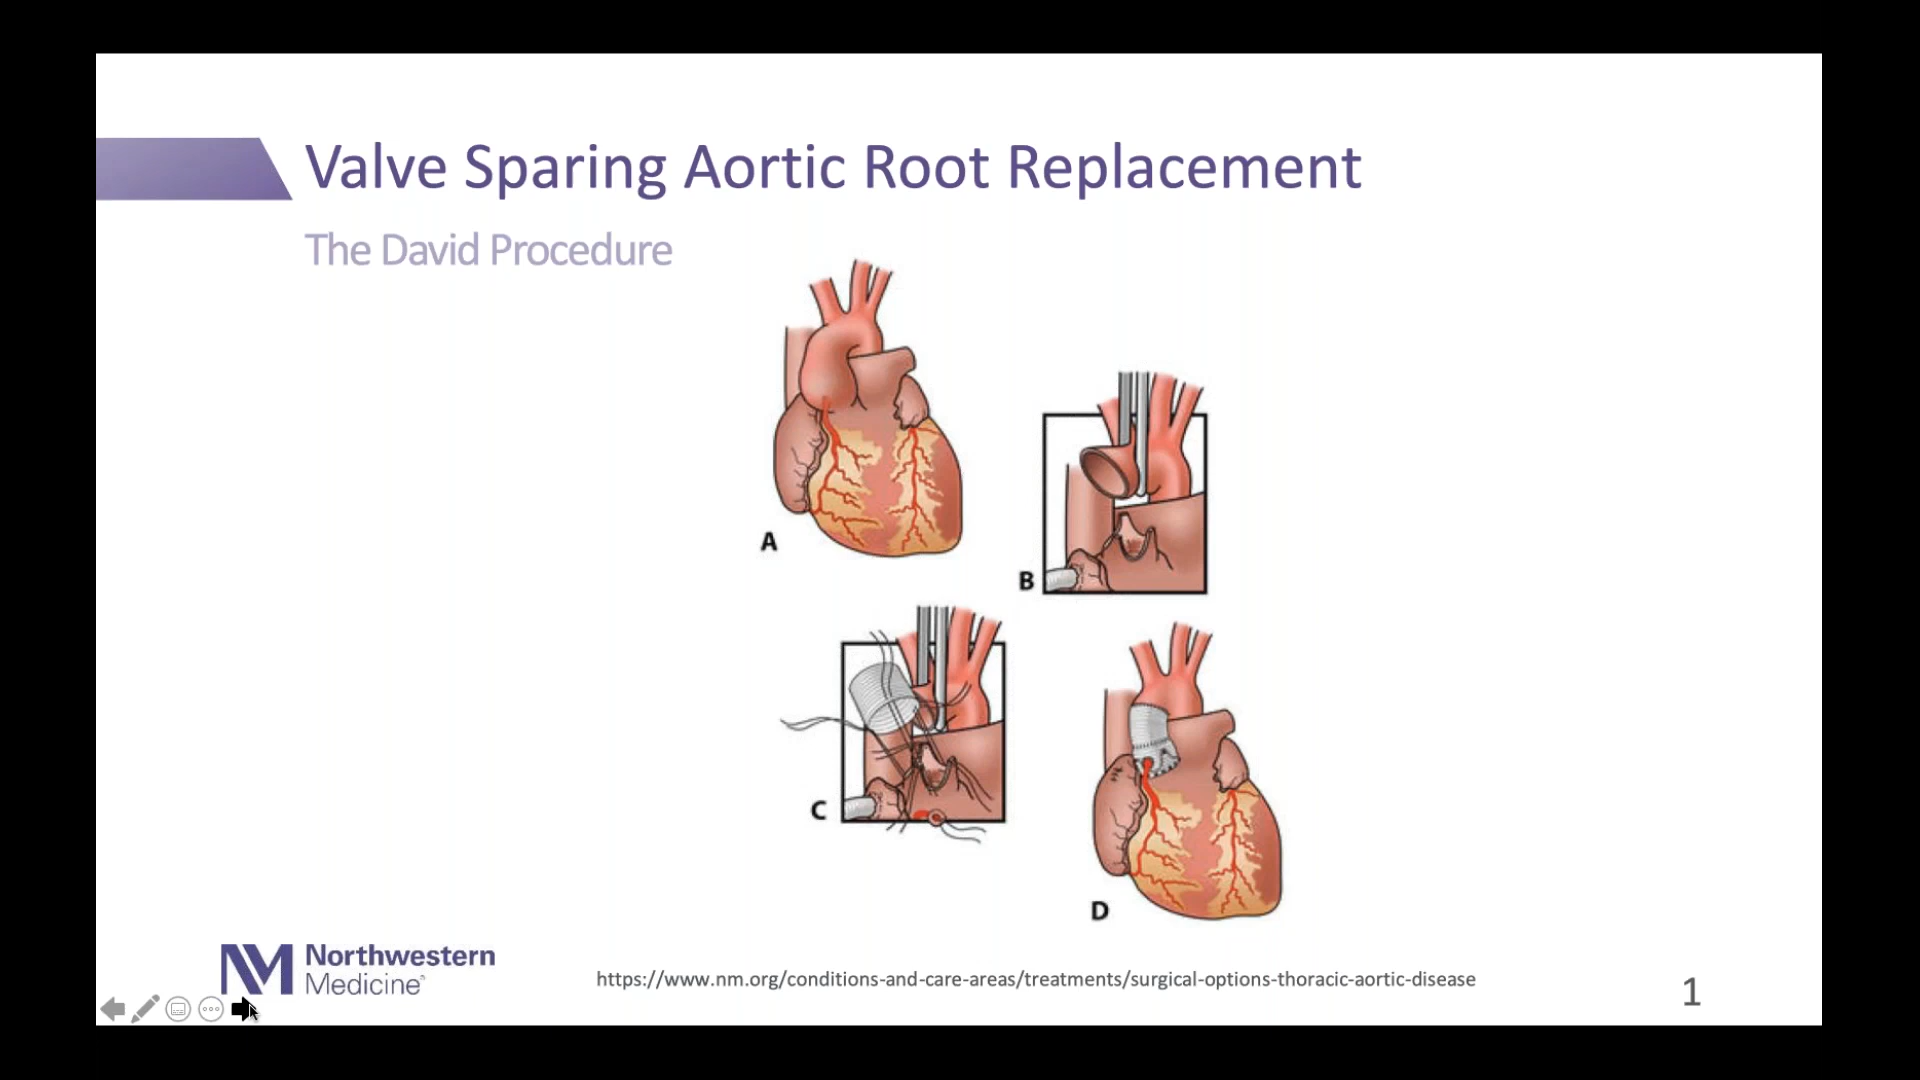 Valve Sparing Aortic Root Replacement
The David Procedure
A
B
C
D
NM Northwestern
Medicine®
https://www.nm.org/conditions-and-care-areas/treatments/surgical-options-thoracic-aortic-disease
1